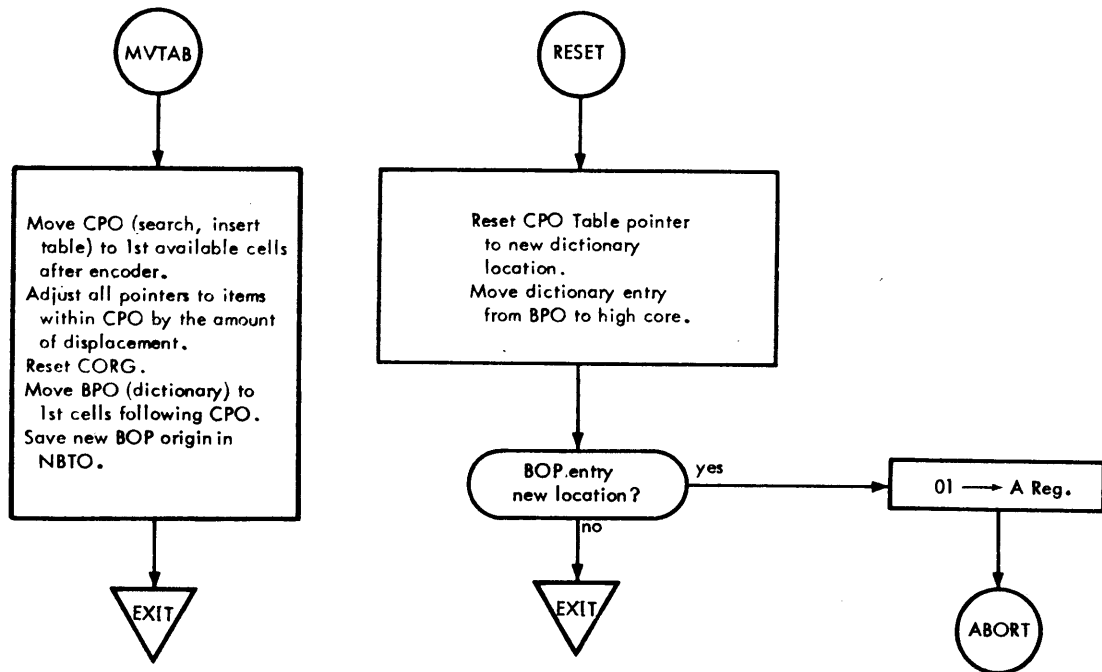 MVTAB
Move CPO (search, insert
table) to 1st available cells
after encoder.
Adjust all pointers to items
within CPO by the amount
of displacement.
Reset CORG.
Move BPO (dictionary) to
1st cells following CPO.
Save new BOP origin in
NBTO.
EXIT
RESET
Reset CPO Table pointer
to new dictionary
location.
Move dictionary entry
from BPO to high core.
BOP.entry
new location?
yes
no
EXIT
01 → A Reg.
ABORT